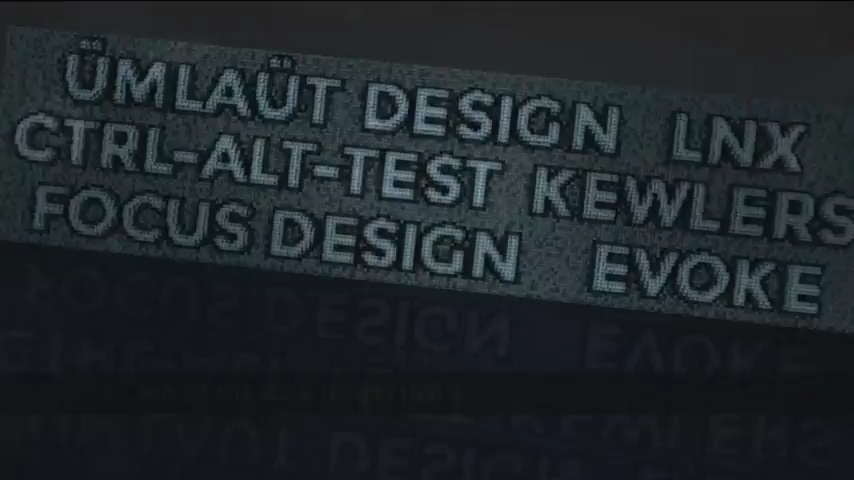 ÜMLAÜT DESIGN LNX
CTRL-ALT-TEST KEWLERS
FOCUS DESIGN EVOKE